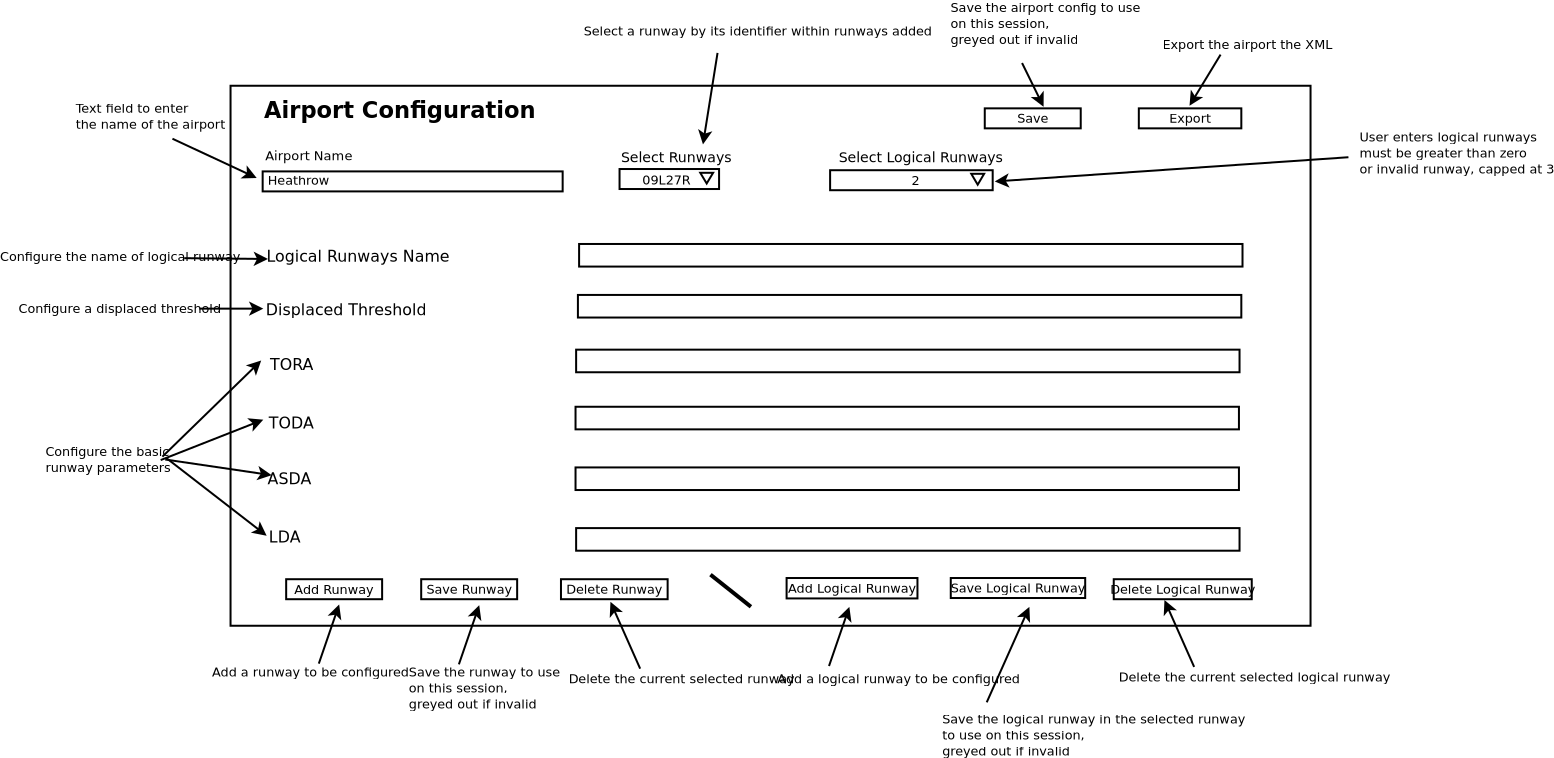 Save the airport config to use
on this session,
greyed out if invalid
Select a runway by its identifier within runways added
Export the airport the XML
Text field to enter
the name of the airport
Airport Configuration
Save
Export
User enters logical runways
must be greater than zero
or invalid runway, capped at 3
Airport Name
Select Runways
Select Logical Runways
Heathrow
09L27R
2
Configure the name of logical runway
Logical Runways Name
Configure a displaced threshold
Displaced Threshold
TORA
TODA
Configure the basic
runway parameters
ASDA
LDA
Add Runway
Save Runway
Delete Runway
Add Logical Runway
Save Logical Runway
Delete Logical Runway
Add a runway to be configured
Save the runway to use
on this session,
greyed out if invalid
Delete the current selected runway
Add a logical runway to be configured
Delete the current selected logical runway
Save the logical runway in the selected runway
to use on this session,
greyed out if invalid